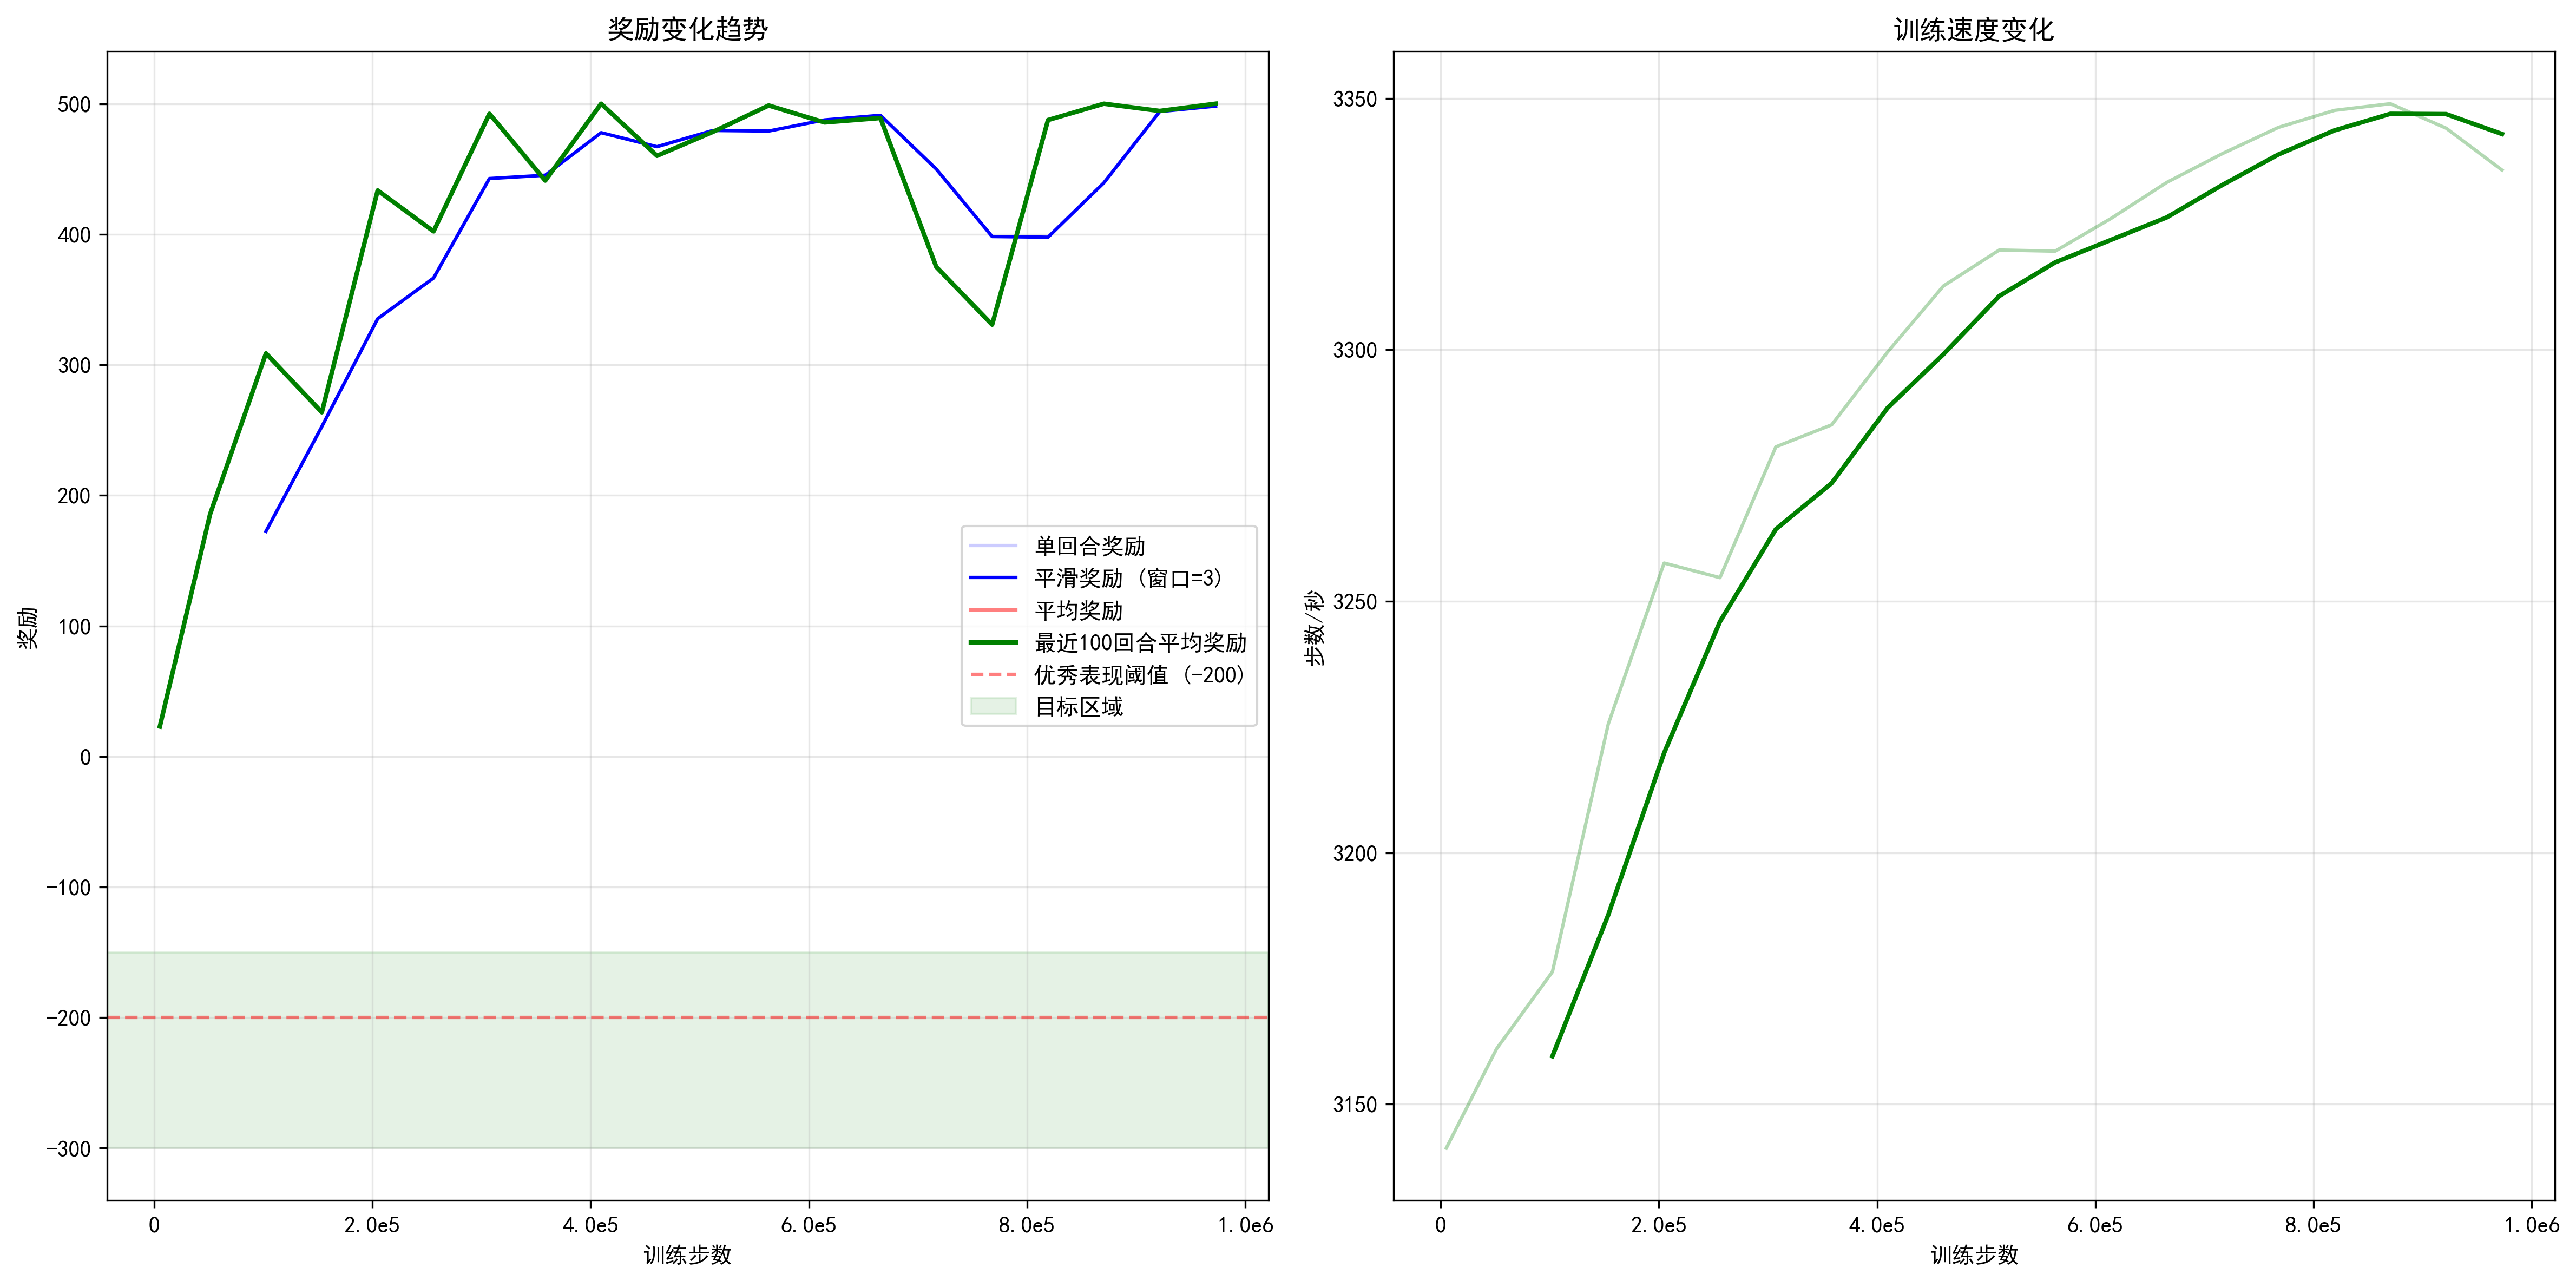 奖励变化趋势
500
400
300
200
100
0
-100
-200
-300
奖励
单回合奖励
平滑奖励 (窗口=3)
平均奖励
最近100回合平均奖励
优秀表现阈值 (-200)
目标区域
0
2.0e5
4.0e5
6.0e5
8.0e5
1.0e6
训练步数
训练速度变化
3350
3300
3250
3200
3150
步数/秒
0
2.0e5
4.0e5
6.0e5
8.0e5
1.0e6
训练步数